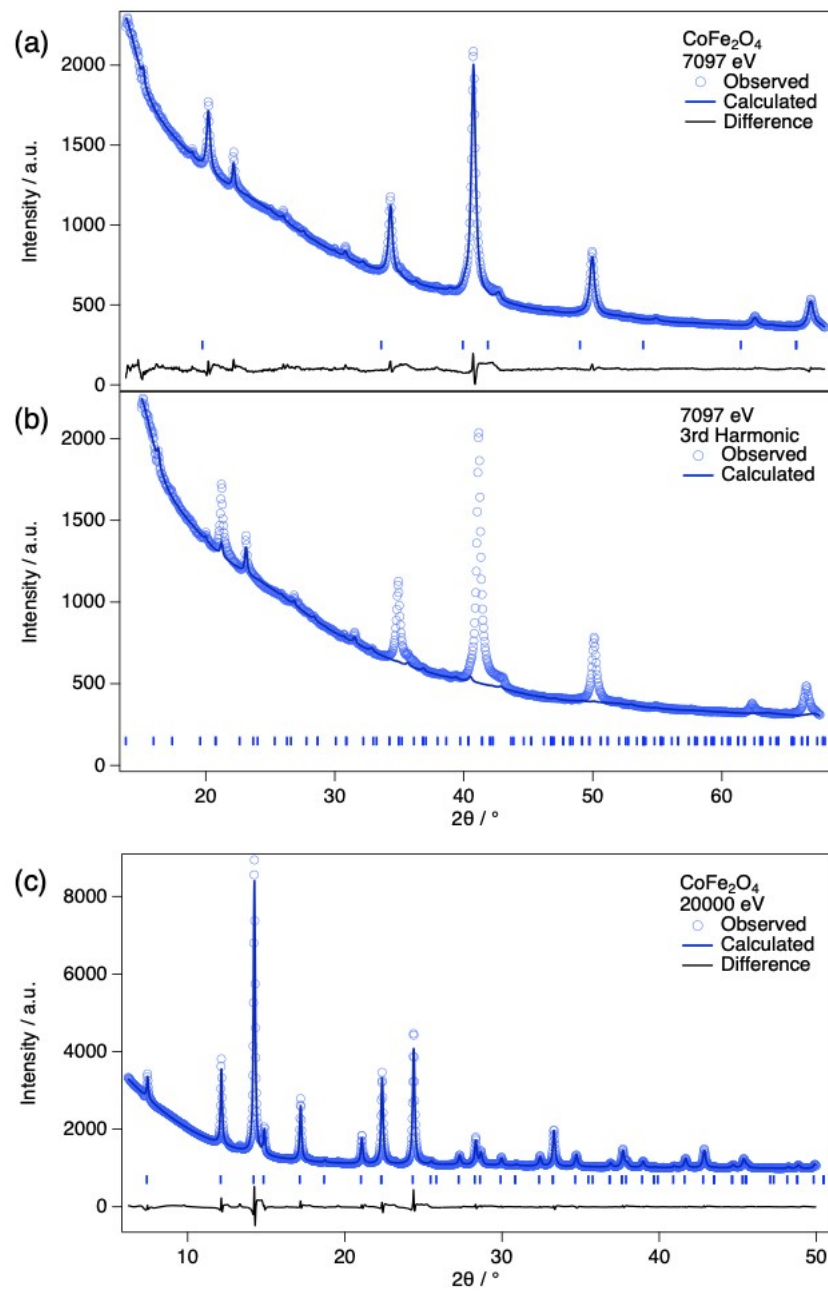 (a)
CoFe₂O₄
7097 eV
Observed
Calculated
Difference
Intensity / a.u.
2000
1500
1000
500
0
(b)
7097 eV
3rd Harmonic
Observed
Calculated
Intensity / a.u.
2000
1500
1000
500
0
20
30
40
50
60
2θ / °
(c)
CoFe₂O₄
20000 eV
Observed
Calculated
Difference
Intensity / a.u.
8000
6000
4000
2000
0
10
20
30
40
50
2θ / °